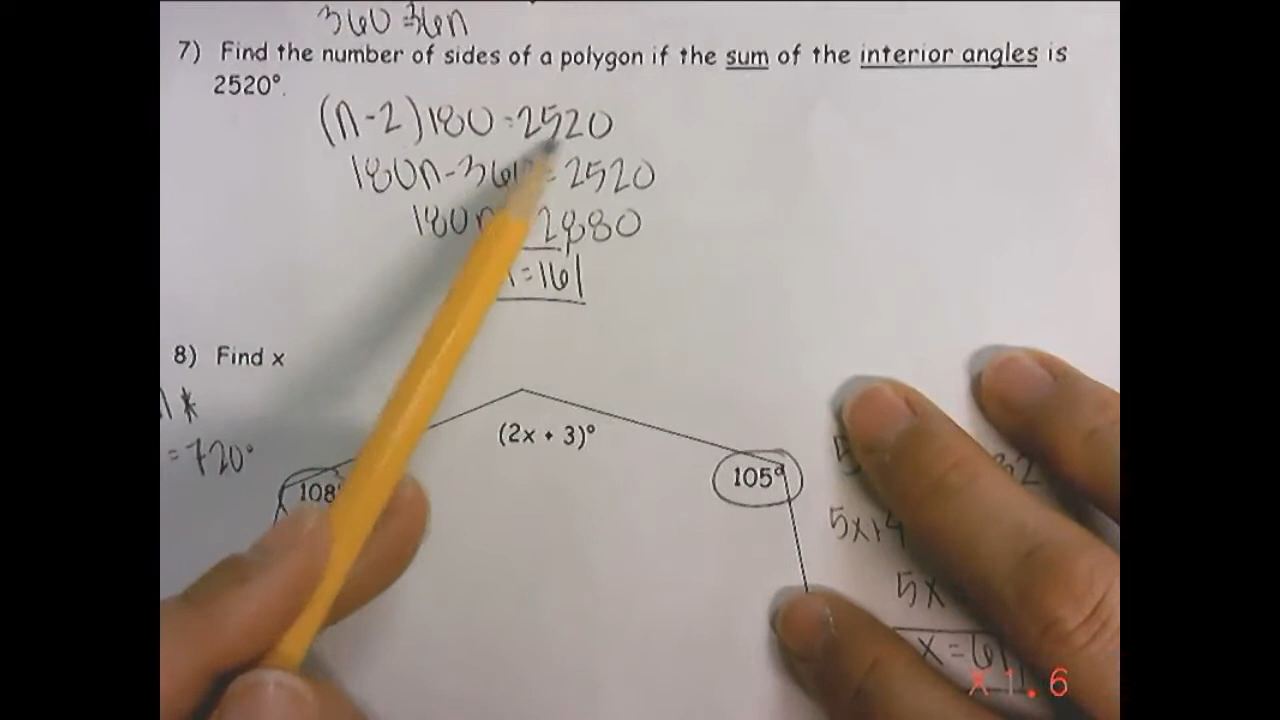 360=36n
7) Find the number of sides of a polygon if the sum of the interior angles is
2520°.
(n-2)180=2520
180n-360=2520
180n 2880
n=16
8) Find x
=720°
(2x + 3)°
108
105°
5x+4
5x
x=61
x1.6